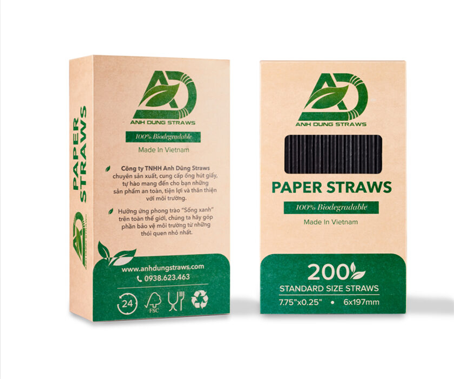 PAPER
STRAWS
AD
ANH DUNG STRAWS
100% Biodegradable
Made In Vietnam
Công ty TNHH Anh Dũng Straws
chuyên sản xuất, cung cấp ống hút giấy,
tự hào mang đến cho bạn những
sản phẩm an toàn, tiện lợi và thân thiện
với môi trường.
Hưởng ứng phong trào "Sống xanh"
trên toàn thế giới, chúng ta hãy góp
phần bảo vệ môi trường từ những
thói quen nhỏ nhất.
www.anhdungstraws.com
0938.623.463
24
FSC
AD
ANH DUNG STRAWS
PAPER STRAWS
100% Biodegradable
Made In Vietnam
200
STANDARD SIZE STRAWS
7.75"x0.25" • 6x197mm